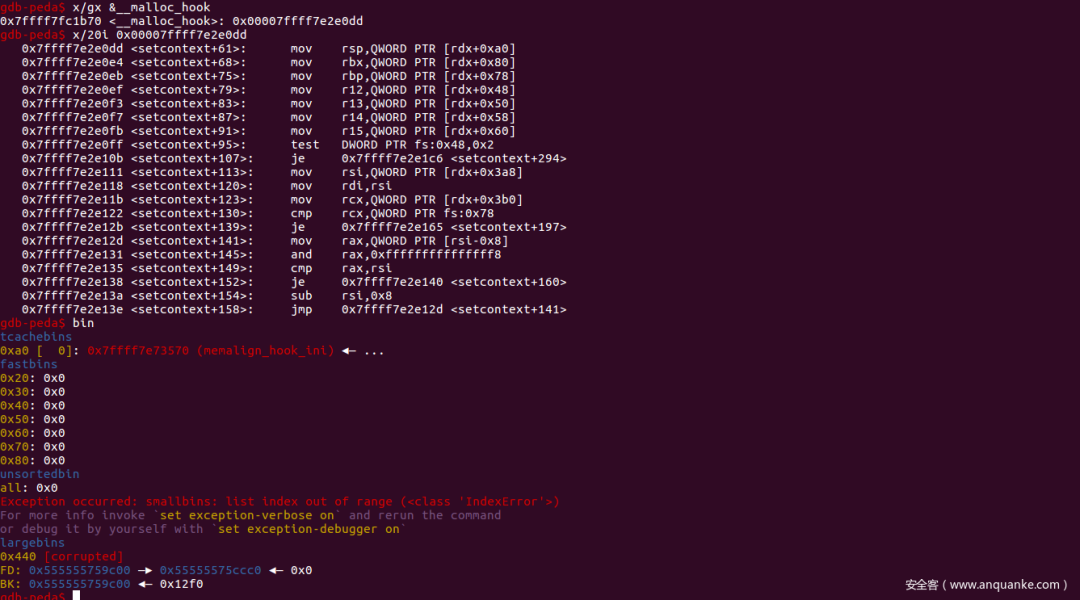 gdb-peda$ x/gx &__malloc_hook
0x7ffff7fc1b70 <__malloc_hook>: 0x00007ffff7e2e0dd
gdb-peda$ x/20i 0x00007ffff7e2e0dd
   0x7ffff7e2e0dd <setcontext+61>:      mov    rsp,QWORD PTR [rdx+0xa0]
   0x7ffff7e2e0e4 <setcontext+68>:      mov    rbx,QWORD PTR [rdx+0x80]
   0x7ffff7e2e0eb <setcontext+75>:      mov    rbp,QWORD PTR [rdx+0x78]
   0x7ffff7e2e0ef <setcontext+79>:      mov    r12,QWORD PTR [rdx+0x48]
   0x7ffff7e2e0f3 <setcontext+83>:      mov    r13,QWORD PTR [rdx+0x50]
   0x7ffff7e2e0f7 <setcontext+87>:      mov    r14,QWORD PTR [rdx+0x58]
   0x7ffff7e2e0fb <setcontext+91>:      mov    r15,QWORD PTR [rdx+0x60]
   0x7ffff7e2e0ff <setcontext+95>:      test   DWORD PTR fs:0x48,0x2
   0x7ffff7e2e10b <setcontext+107>:     je     0x7ffff7e2e1c6 <setcontext+294>
   0x7ffff7e2e111 <setcontext+113>:     mov    rsi,QWORD PTR [rdx+0x3a8]
   0x7ffff7e2e118 <setcontext+120>:     mov    rdi,rsi
   0x7ffff7e2e11b <setcontext+123>:     mov    rcx,QWORD PTR [rdx+0x3b0]
   0x7ffff7e2e122 <setcontext+130>:     cmp    rcx,QWORD PTR fs:0x78
   0x7ffff7e2e12b <setcontext+139>:     je     0x7ffff7e2e165 <setcontext+197>
   0x7ffff7e2e12d <setcontext+141>:     mov    rax,QWORD PTR [rsi-0x8]
   0x7ffff7e2e131 <setcontext+145>:     and    rax,0xfffffffffffffff8
   0x7ffff7e2e135 <setcontext+149>:     cmp    rax,rsi
   0x7ffff7e2e138 <setcontext+152>:     je     0x7ffff7e2e140 <setcontext+160>
   0x7ffff7e2e13a <setcontext+154>:     sub    rsi,0x8
   0x7ffff7e2e13e <setcontext+158>:     jmp    0x7ffff7e2e12d <setcontext+141>
gdb-peda$ bin
tcachebins
0xa0 [  0]: 0x7ffff7e73570 (memalign_hook_ini) ◂— ...
fastbins
0x20: 0x0
0x30: 0x0
0x40: 0x0
0x50: 0x0
0x60: 0x0
0x70: 0x0
0x80: 0x0
unsortedbin
all: 0x0
Exception occurred: smallbins: list index out of range (<class 'IndexError'>)
For more info invoke `set exception-verbose on` and rerun the command
or debug it by yourself with `set exception-debugger on`
largebins
0x440 [corrupted]
FD: 0x555555759c00 —▸ 0x55555575ccc0 ◂— 0x0
BK: 0x555555759c00 ◂— 0x12f0
gdb-peda$
安全客（www.anquanke.com）